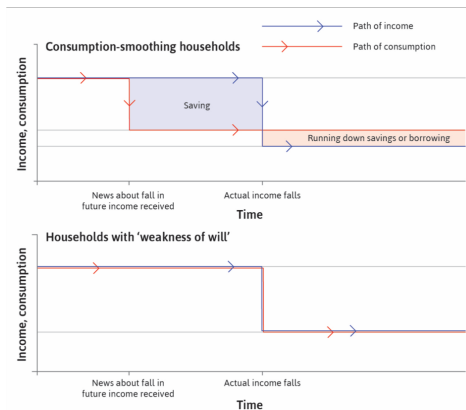 Path of income
Consumption-smoothing households
Path of consumption
Income, consumption
Saving
Running down savings or borrowing
News about fall in
future income received
Actual income falls
Time
Households with ‘weakness of will’
Income, consumption
News about fall in
future income received
Actual income falls
Time